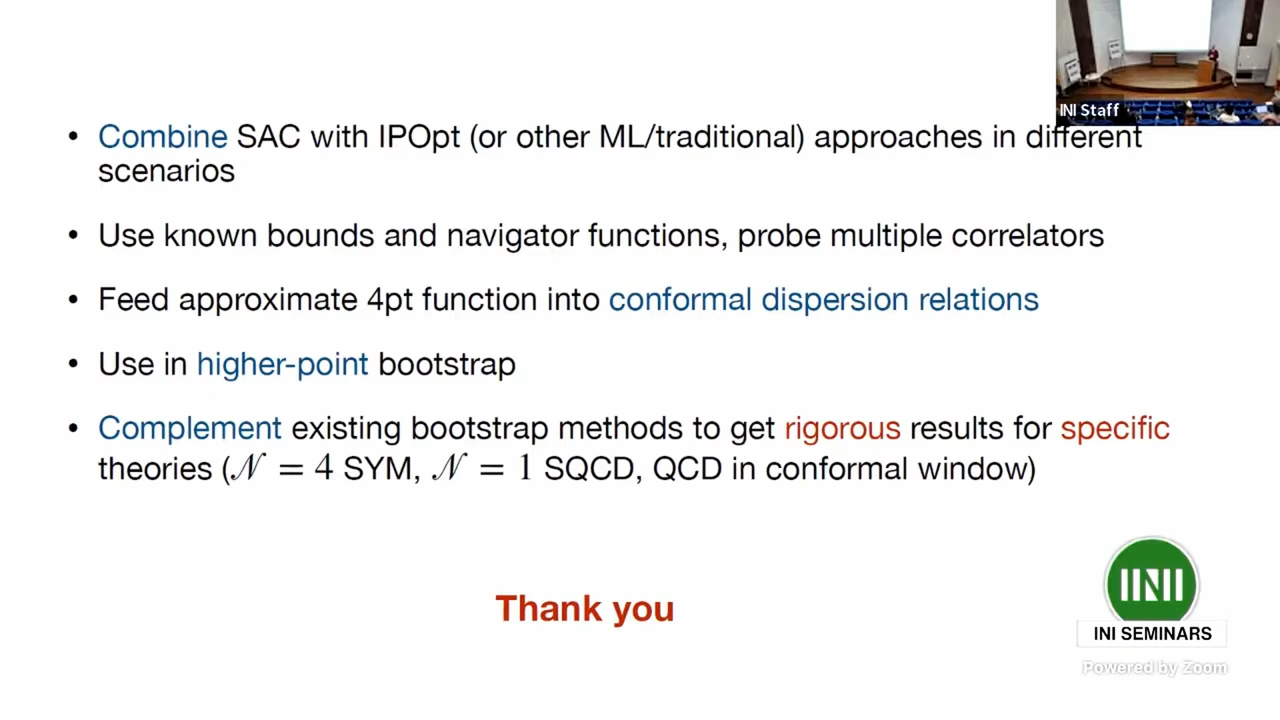 INI Staff
• Combine SAC with IPOpt (or other ML/traditional) approaches in different
scenarios
• Use known bounds and navigator functions, probe multiple correlators
• Feed approximate 4pt function into conformal dispersion relations
• Use in higher-point bootstrap
• Complement existing bootstrap methods to get rigorous results for specific
theories (𝒩 = 4 SYM, 𝒩 = 1 SQCD, QCD in conformal window)
Thank you
INI
INI SEMINARS
Powered by Zoom